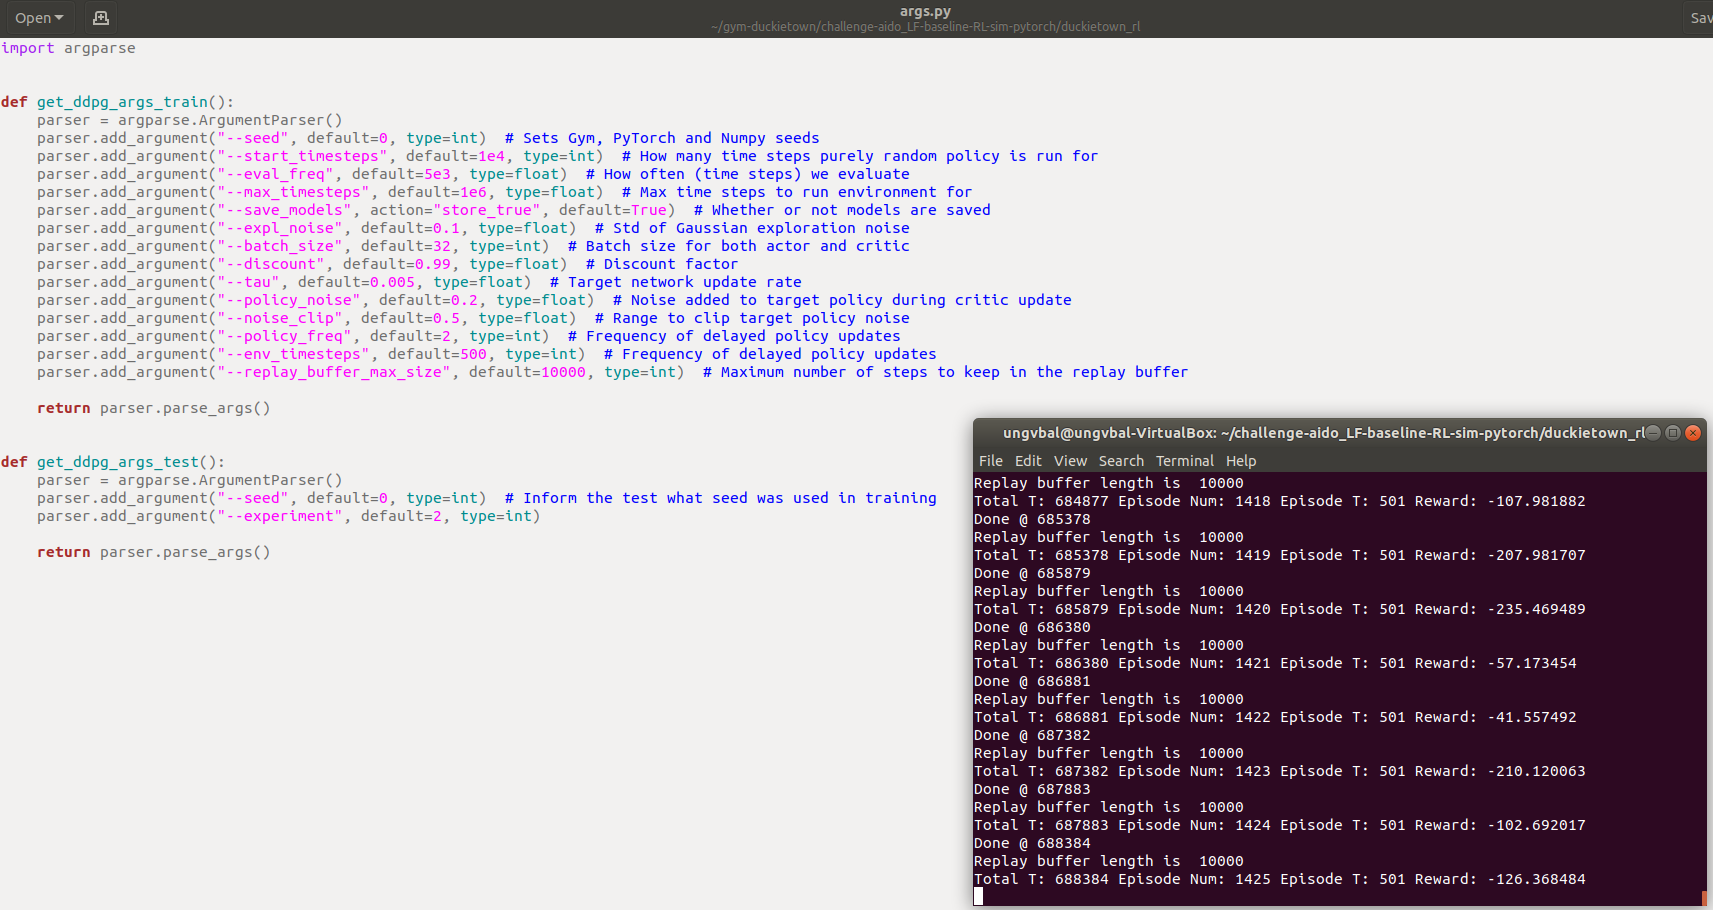 Open
args.py
~/gym-duckietown/challenge-aido_LF-baseline-RL-sim-pytorch/duckietown_rl
Sav
import argparse
def get_ddpg_args_train():
    parser = argparse.ArgumentParser()
    parser.add_argument("--seed", default=0, type=int)  # Sets Gym, PyTorch and Numpy seeds
    parser.add_argument("--start_timesteps", default=1e4, type=int)  # How many time steps purely random policy is run for
    parser.add_argument("--eval_freq", default=5e3, type=float)  # How often (time steps) we evaluate
    parser.add_argument("--max_timesteps", default=1e6, type=float)  # Max time steps to run environment for
    parser.add_argument("--save_models", action="store_true", default=True)  # Whether or not models are saved
    parser.add_argument("--expl_noise", default=0.1, type=float)  # Std of Gaussian exploration noise
    parser.add_argument("--batch_size", default=32, type=int)  # Batch size for both actor and critic
    parser.add_argument("--discount", default=0.99, type=float)  # Discount factor
    parser.add_argument("--tau", default=0.005, type=float)  # Target network update rate
    parser.add_argument("--policy_noise", default=0.2, type=float)  # Noise added to target policy during critic update
    parser.add_argument("--noise_clip", default=0.5, type=float)  # Range to clip target policy noise
    parser.add_argument("--policy_freq", default=2, type=int)  # Frequency of delayed policy updates
    parser.add_argument("--env_timesteps", default=500, type=int)  # Frequency of delayed policy updates
    parser.add_argument("--replay_buffer_max_size", default=10000, type=int)  # Maximum number of steps to keep in the replay buffer
    return parser.parse_args()
def get_ddpg_args_test():
    parser = argparse.ArgumentParser()
    parser.add_argument("--seed", default=0, type=int)  # Inform the test what seed was used in training
    parser.add_argument("--experiment", default=2, type=int)
    return parser.parse_args()
ungvbal@ungvbal-VirtualBox: ~/challenge-aido_LF-baseline-RL-sim-pytorch/duckietown_rl
File Edit View Search Terminal Help
Replay buffer length is  10000
Total T: 684877 Episode Num: 1418 Episode T: 501 Reward: -107.981882
Done @ 685378
Replay buffer length is  10000
Total T: 685378 Episode Num: 1419 Episode T: 501 Reward: -207.981707
Done @ 685879
Replay buffer length is  10000
Total T: 685879 Episode Num: 1420 Episode T: 501 Reward: -235.469489
Done @ 686380
Replay buffer length is  10000
Total T: 686380 Episode Num: 1421 Episode T: 501 Reward: -57.173454
Done @ 686881
Replay buffer length is  10000
Total T: 686881 Episode Num: 1422 Episode T: 501 Reward: -41.557492
Done @ 687382
Replay buffer length is  10000
Total T: 687382 Episode Num: 1423 Episode T: 501 Reward: -210.120063
Done @ 687883
Replay buffer length is  10000
Total T: 687883 Episode Num: 1424 Episode T: 501 Reward: -102.692017
Done @ 688384
Replay buffer length is  10000
Total T: 688384 Episode Num: 1425 Episode T: 501 Reward: -126.368484